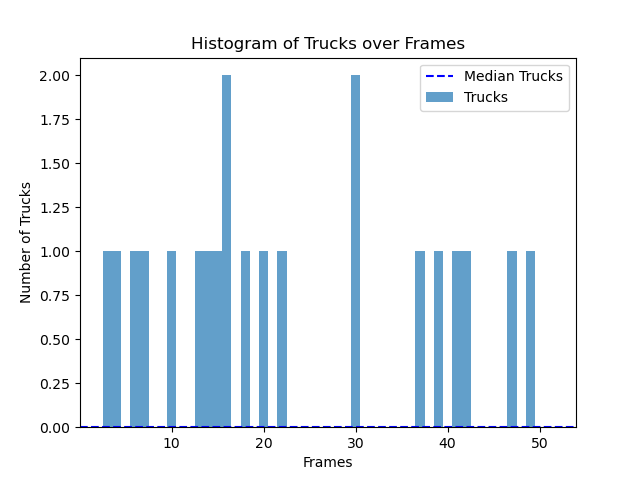 Histogram of Trucks over Frames
Median Trucks
Trucks
2.00
1.75
1.50
1.25
1.00
0.75
0.50
0.25
0.00
Number of Trucks
10 20 30 40 50
Frames